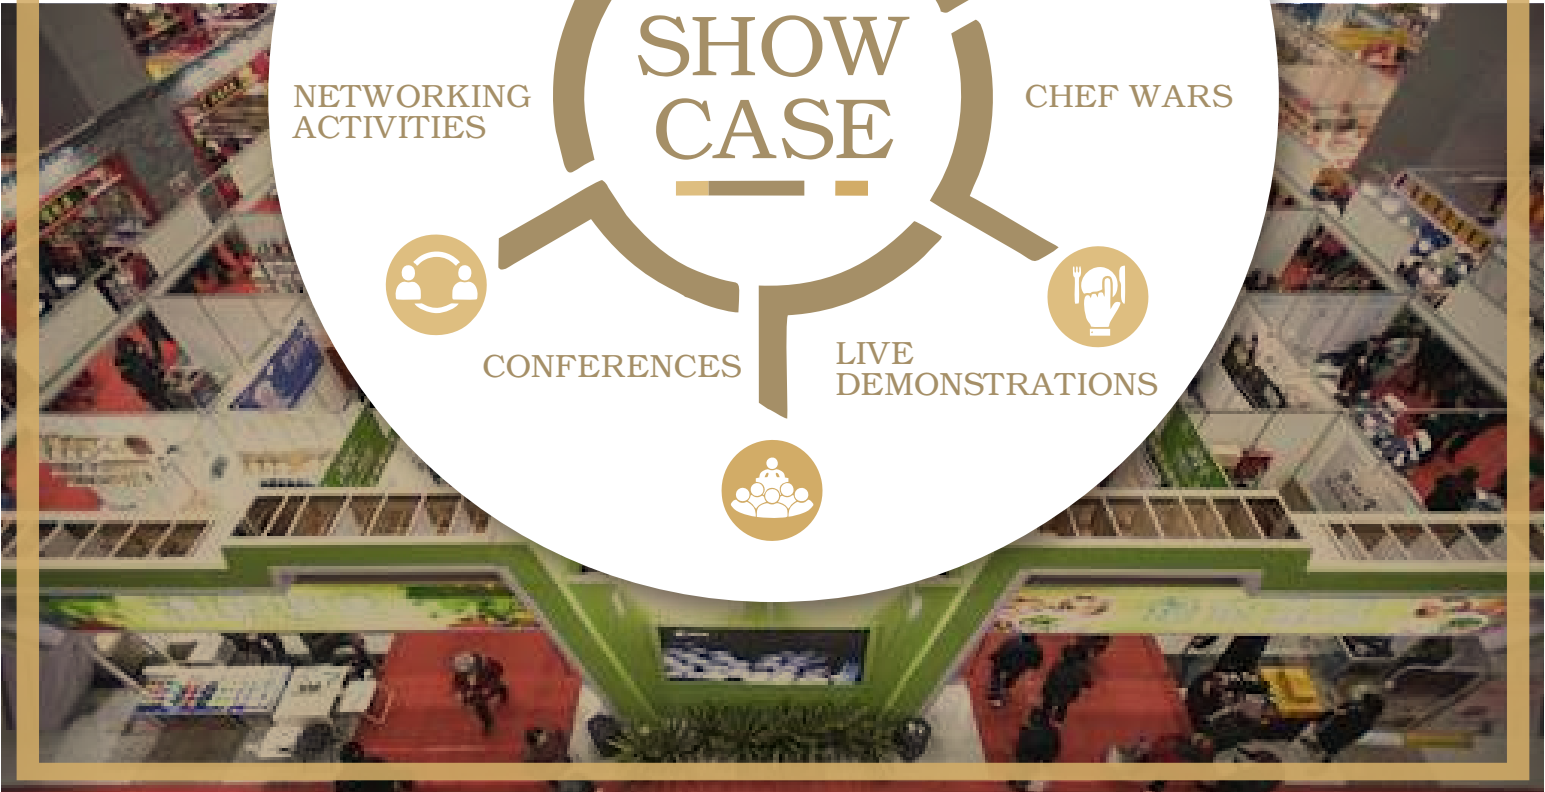 SHOW
CASE
NETWORKING
ACTIVITIES
CHEF WARS
CONFERENCES
LIVE
DEMONSTRATIONS